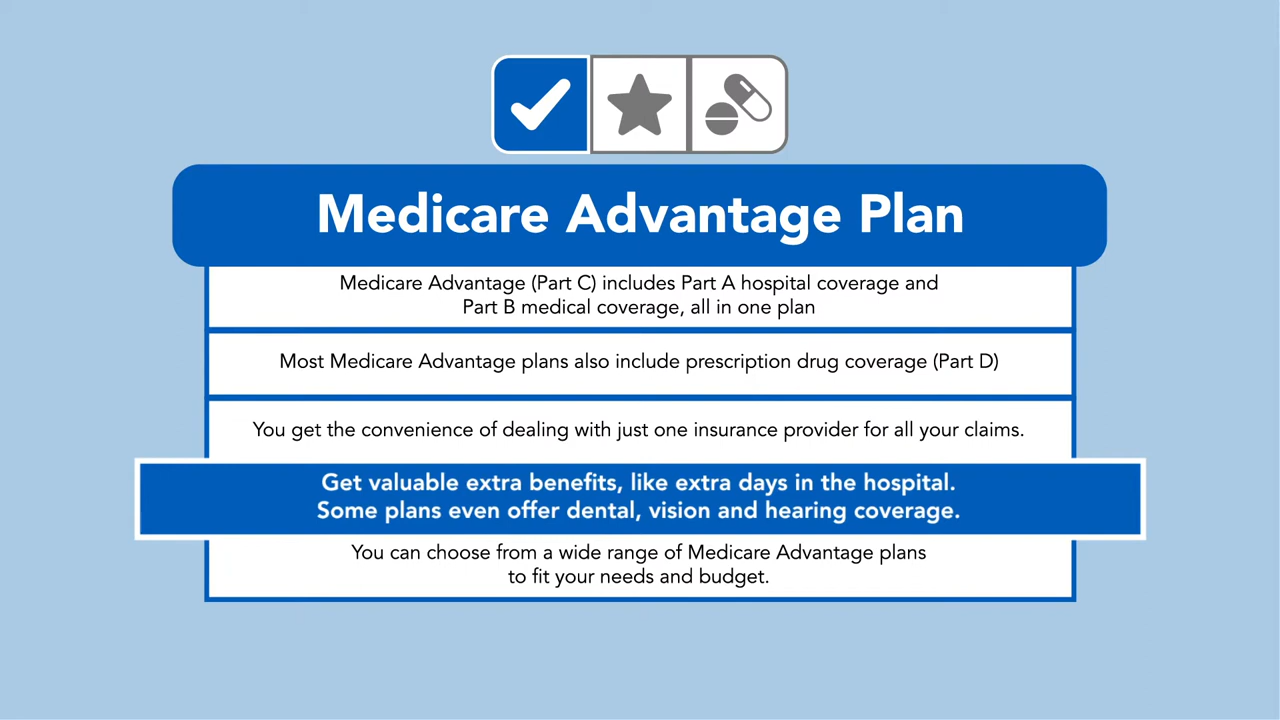 Medicare Advantage Plan
Medicare Advantage (Part C) includes Part A hospital coverage and
Part B medical coverage, all in one plan
Most Medicare Advantage plans also include prescription drug coverage (Part D)
You get the convenience of dealing with just one insurance provider for all your claims.
Get valuable extra benefits, like extra days in the hospital.
Some plans even offer dental, vision and hearing coverage.
You can choose from a wide range of Medicare Advantage plans
to fit your needs and budget.